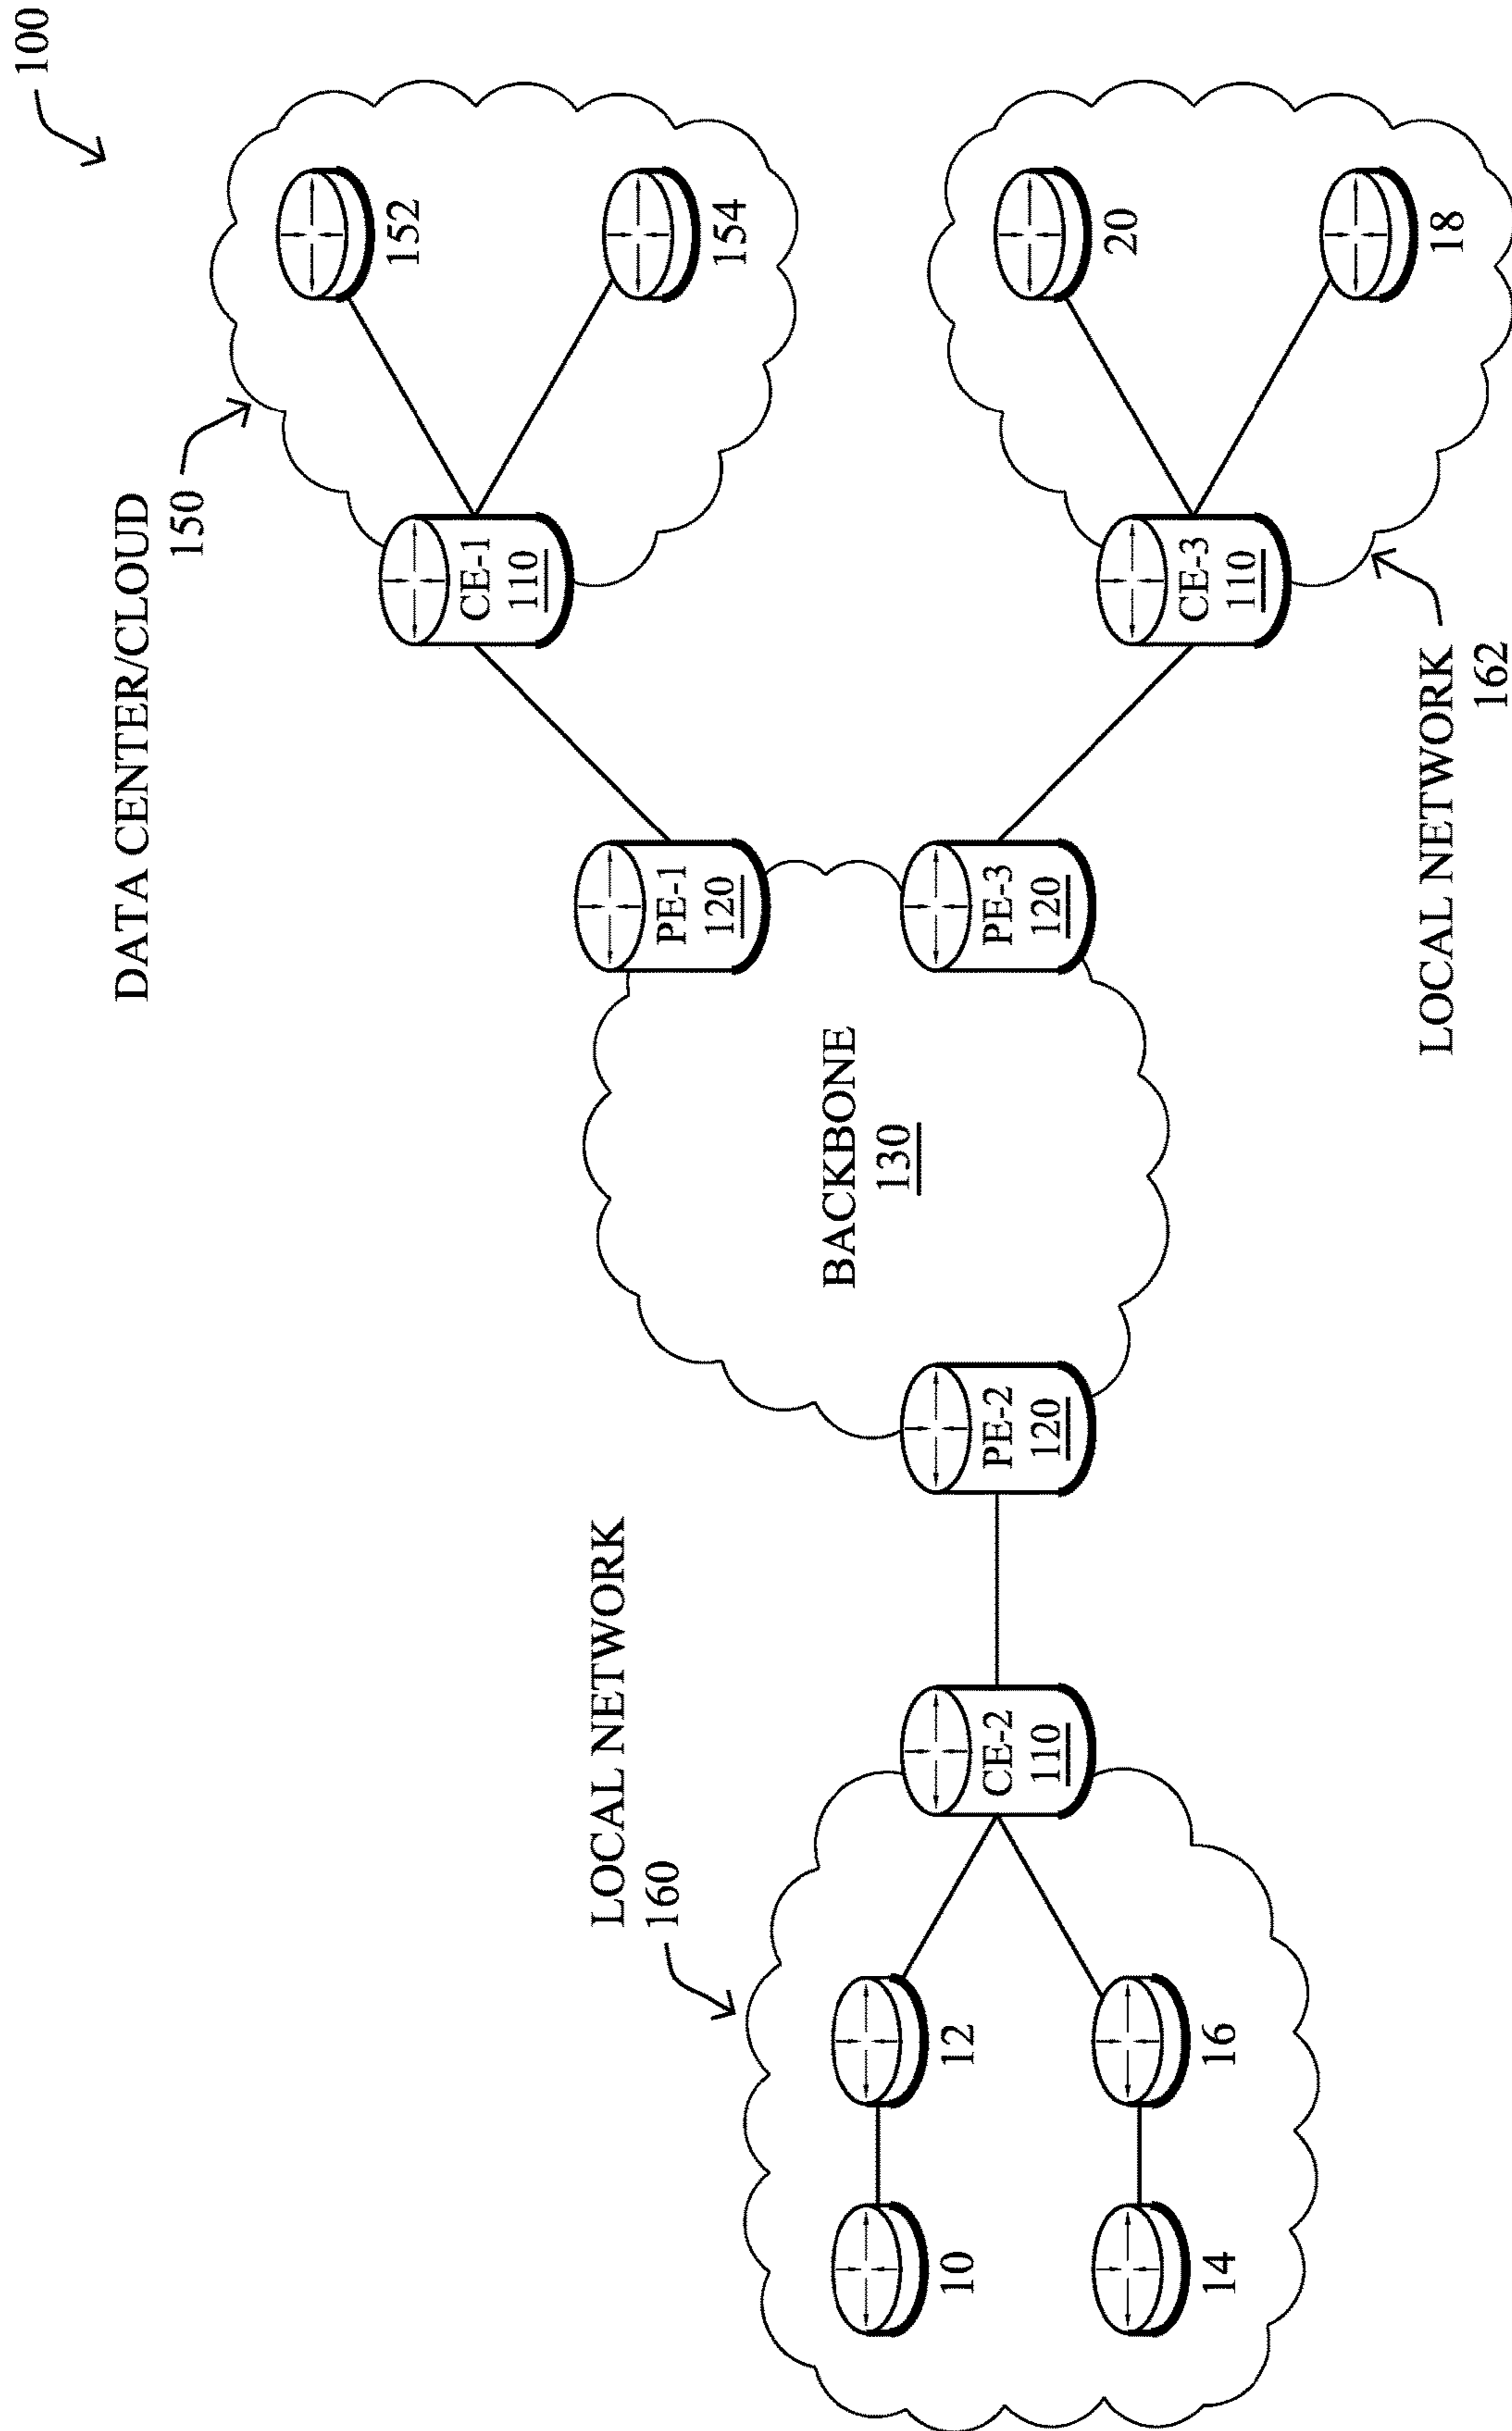 100
DATA CENTER/CLOUD
150
152
154
CE-1
110
PE-1
120
LOCAL NETWORK
160
BACKBONE
130
10
12
14
16
CE-2
110
PE-2
120
PE-3
120
CE-3
110
20
18
LOCAL NETWORK
162